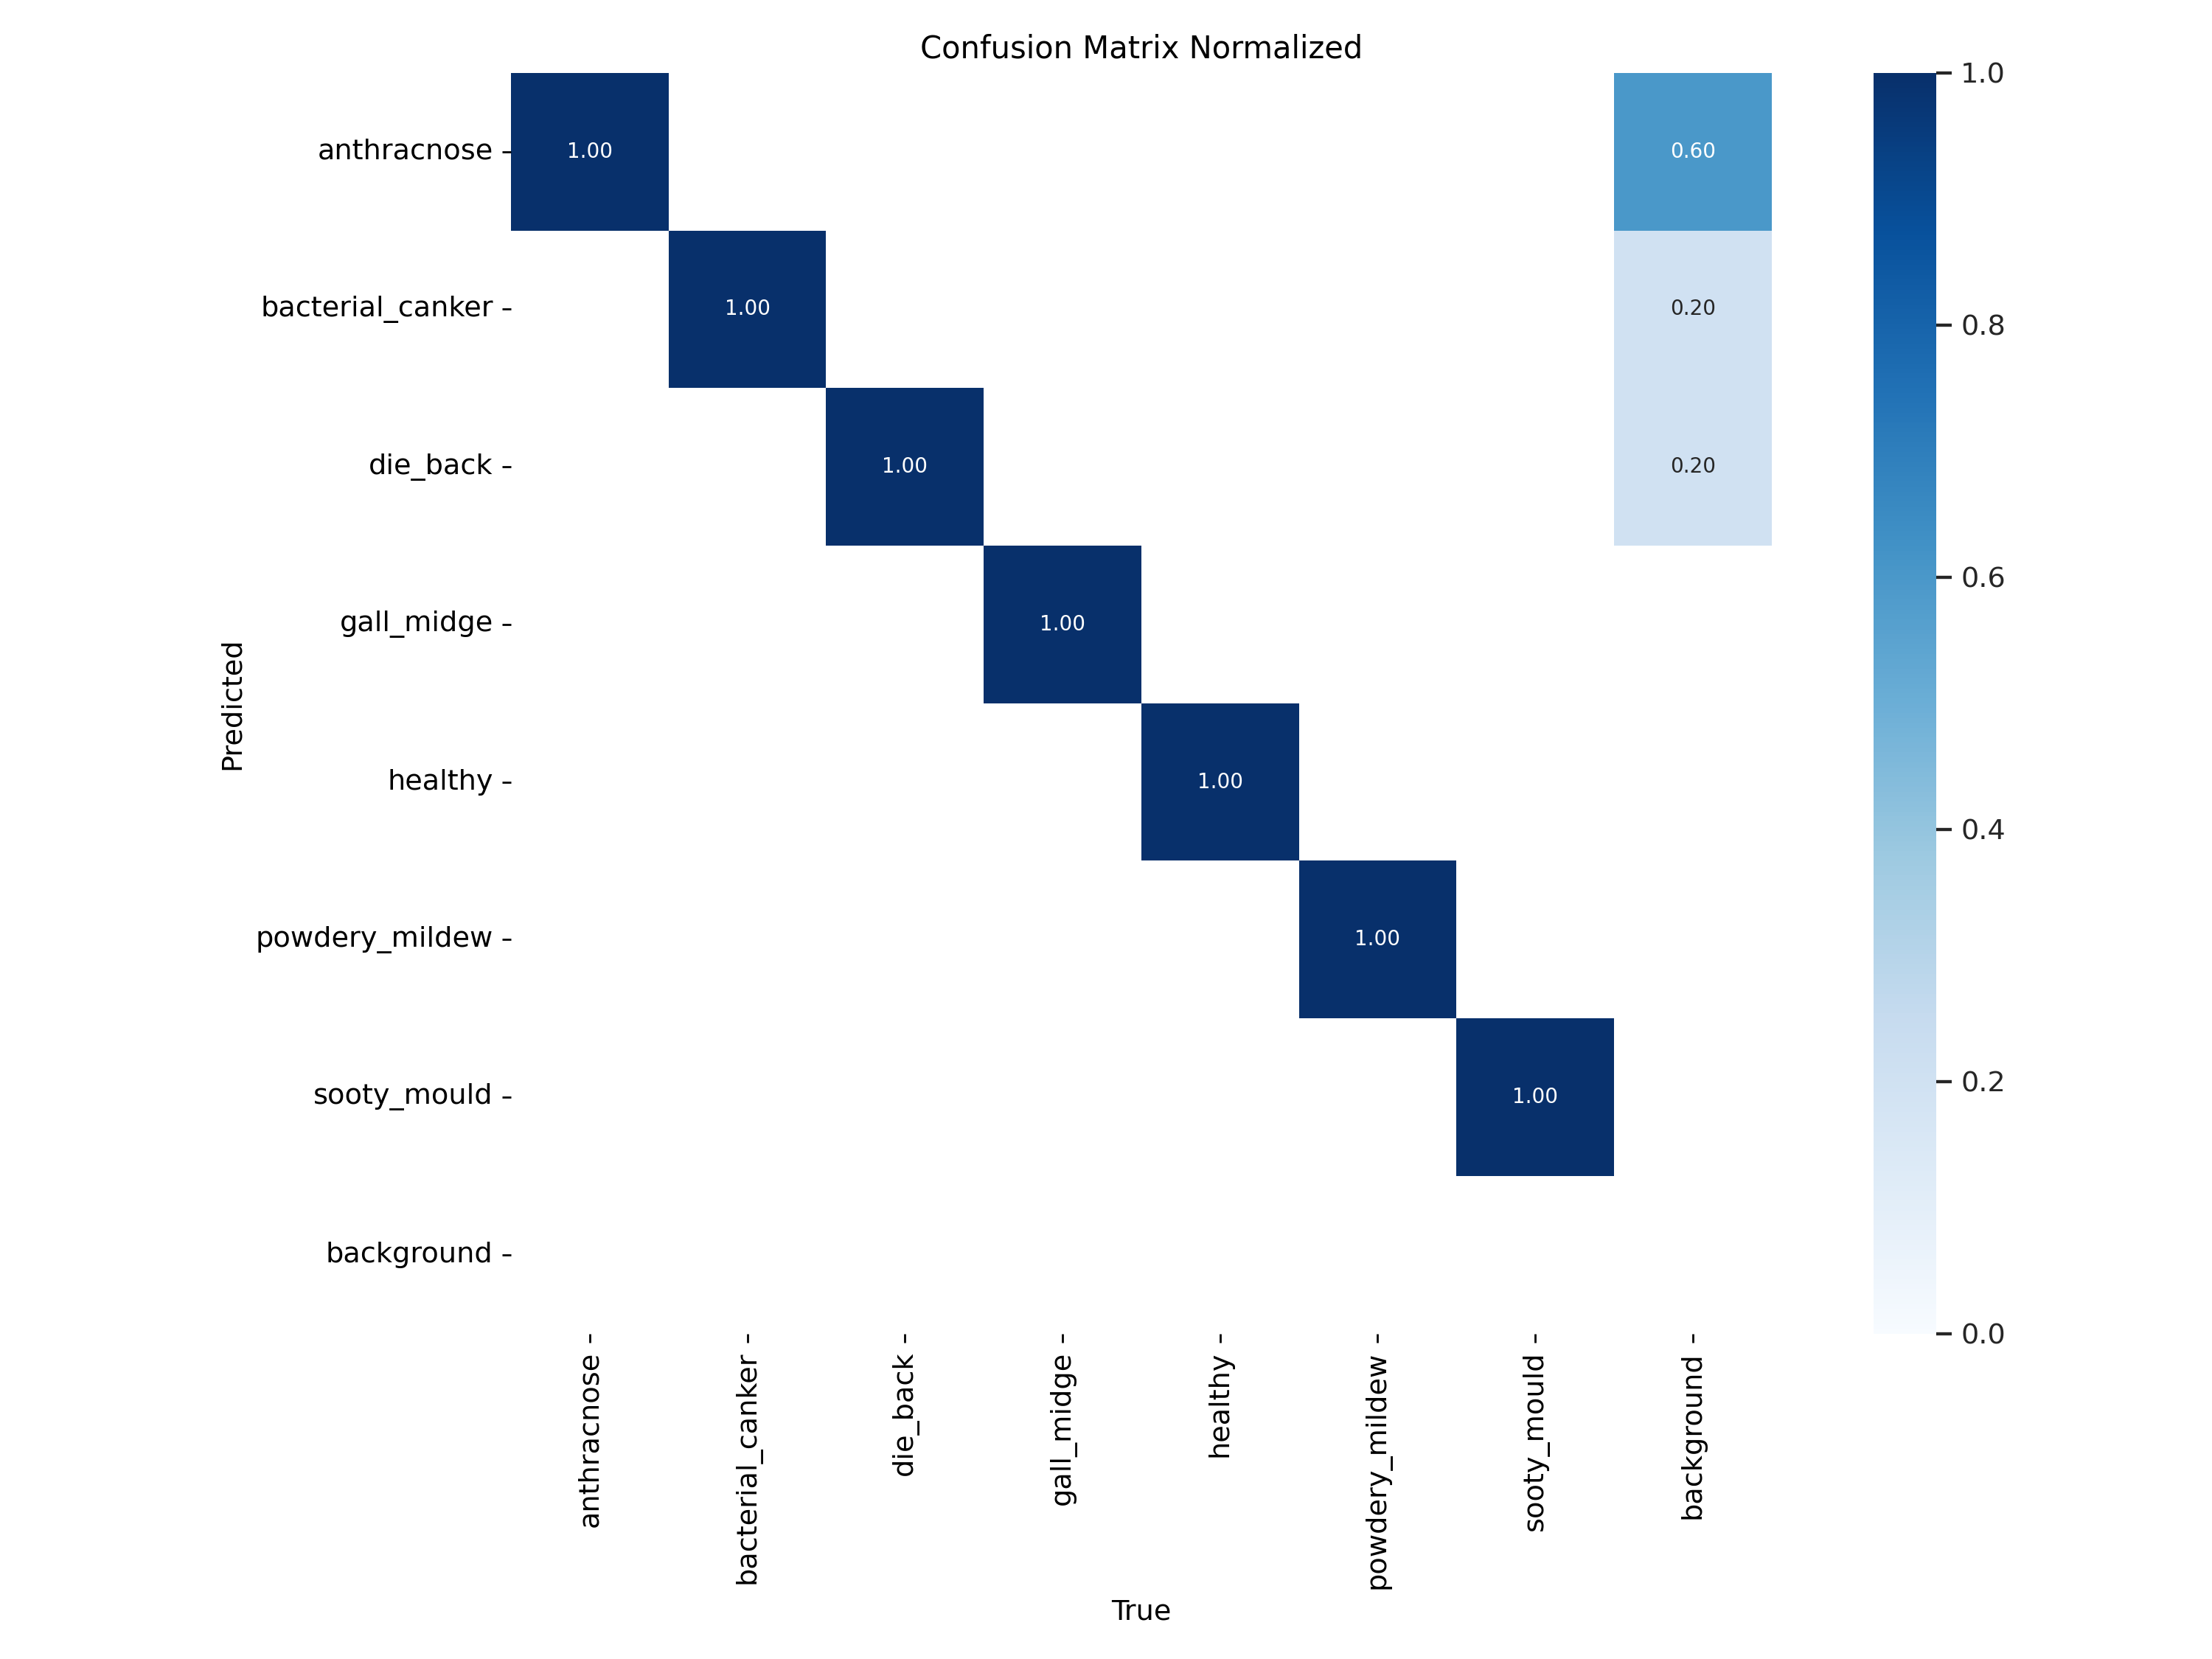 Confusion Matrix Normalized
anthracnose
1.00
0.60
bacterial_canker
1.00
0.20
die_back
1.00
0.20
gall_midge
1.00
healthy
1.00
powdery_mildew
1.00
sooty_mould
1.00
background
Predicted
anthracnose
bacterial_canker
die_back
gall_midge
healthy
powdery_mildew
sooty_mould
background
True
1.0
0.8
0.6
0.4
0.2
0.0